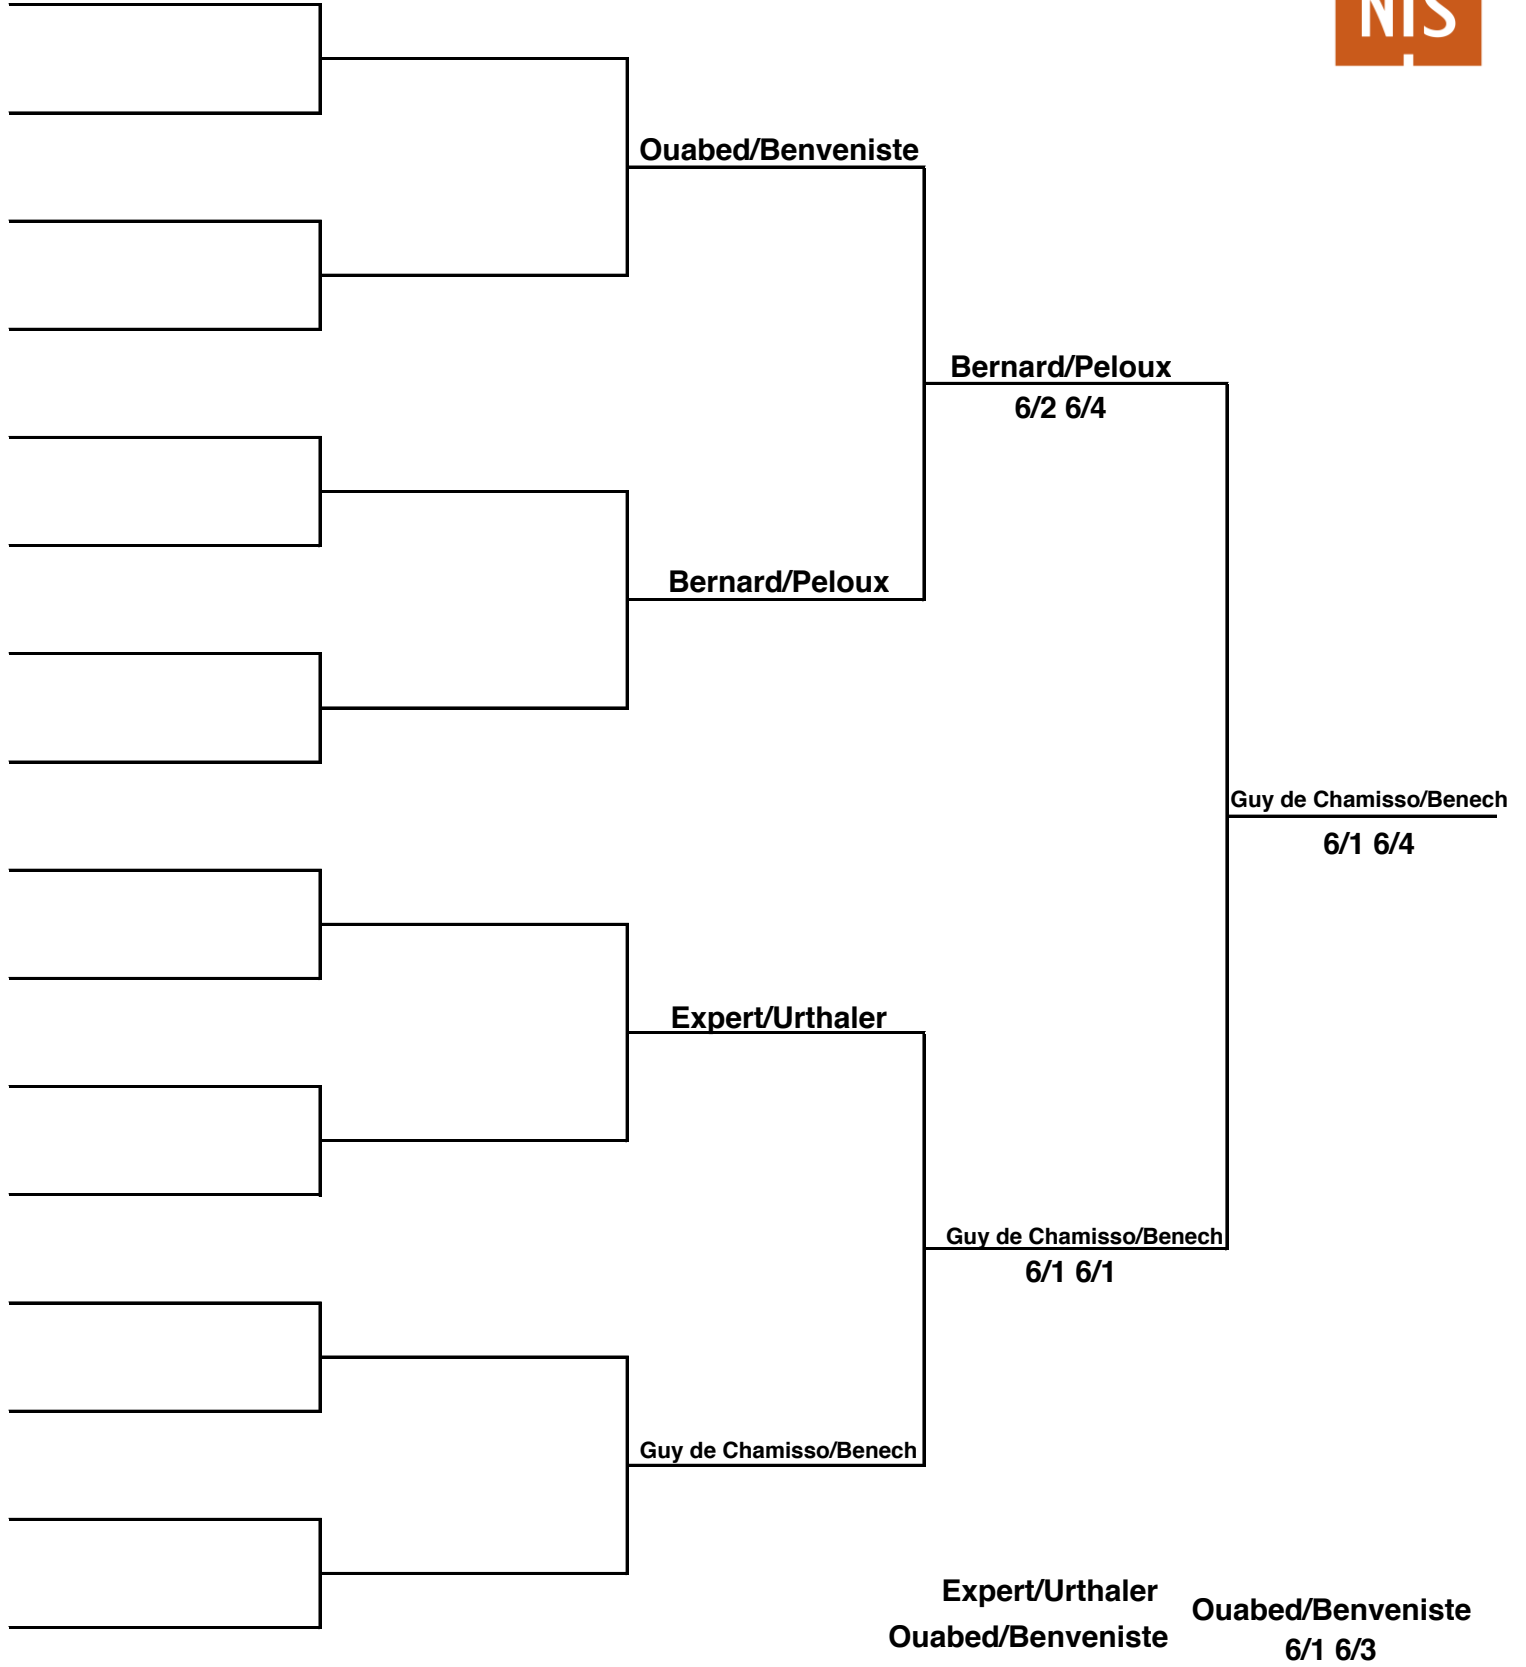 NIS
Ouabed/Benveniste
Bernard/Peloux
6/2 6/4
Bernard/Peloux
Guy de Chamisso/Benech
6/1 6/4
Expert/Urthaler
Guy de Chamisso/Benech
6/1 6/1
Guy de Chamisso/Benech
Expert/Urthaler
Ouabed/Benveniste
Ouabed/Benveniste
6/1 6/3